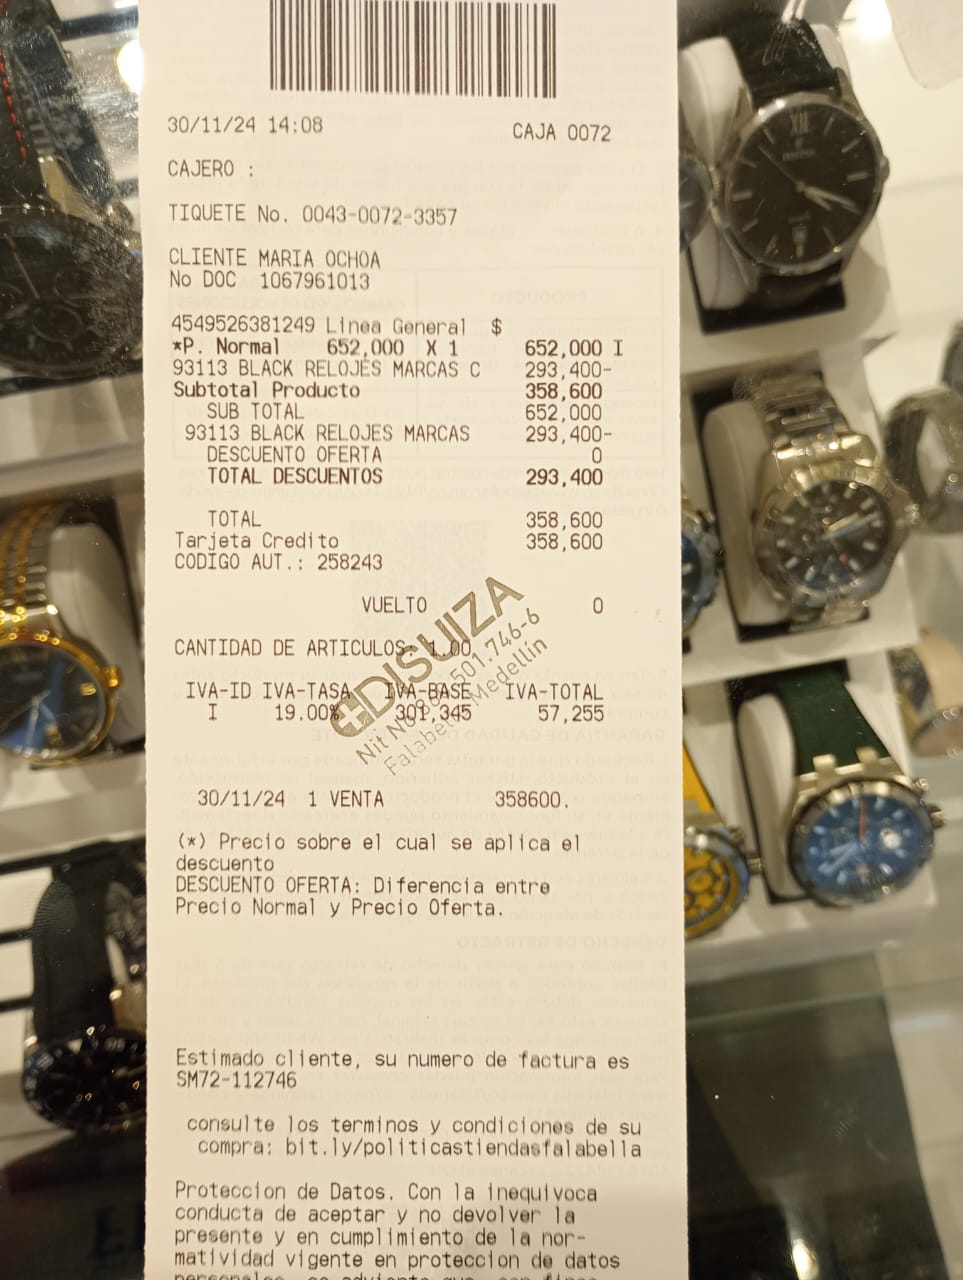 30/11/24 14:08 CAJA 0072
CAJERO :
TIQUETE No. 0043-0072-3357
CLIENTE MARIA OCHOA
No DOC 1067961013
4549526381249 Linea General $
*P. Normal 652,000 X 1 652,000 I
93113 BLACK RELOJES MARCAS C 293,400-
Subtotal Producto 358,600
SUB TOTAL 652,000
93113 BLACK RELOJES MARCAS 293,400-
DESCUENTO OFERTA 0
TOTAL DESCUENTOS 293,400
TOTAL 358,600
Tarjeta Credito 358,600
CODIGO AUT.: 258243
VUELTO 0
CANTIDAD DE ARTICULOS: 1.00
DISUIZA
Falabella Medellín
IVA-ID IVA-TASA IVA-BASE IVA-TOTAL
I 19.00% 301,345 57,255
30/11/24 1 VENTA 358600.
(*) Precio sobre el cual se aplica el
descuento
DESCUENTO OFERTA: Diferencia entre
Precio Normal y Precio Oferta.
Estimado cliente, su numero de factura es
SM72-112746
consulte los terminos y condiciones de su
compra: bit.ly/politicastiendasfalabella
Proteccion de Datos. Con la inequivoca
conducta de aceptar y no devolver la
presente y en cumplimiento de la nor-
matividad vigente en proteccion de datos